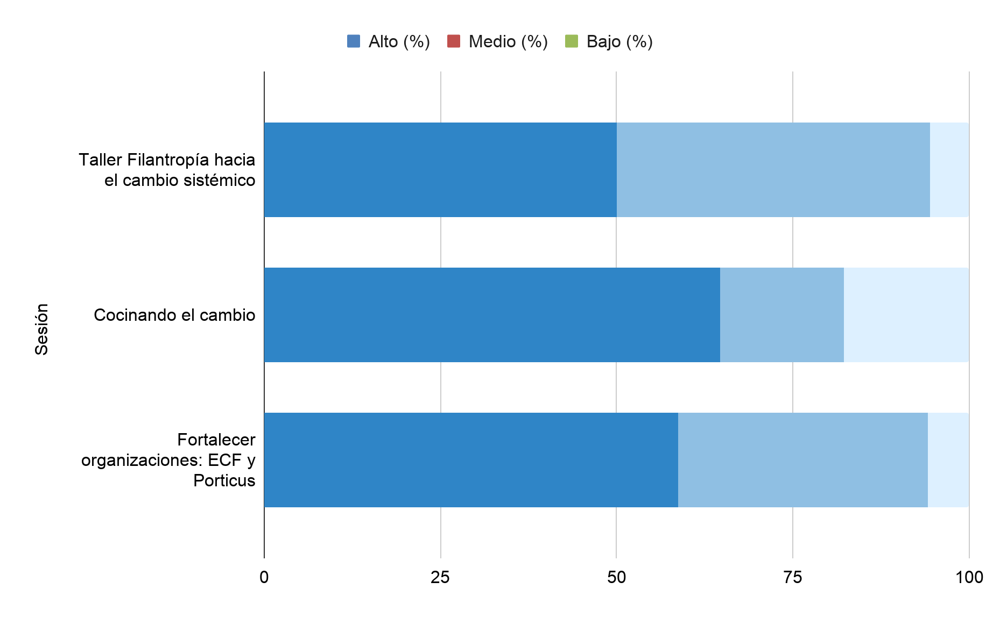 Alto (%) Medio (%) Bajo (%)
Taller Filantropía hacia
el cambio sistémico
Cocinando el cambio
Fortalecer
organizaciones: ECF y
Porticus
Sesión
0 25 50 75 100